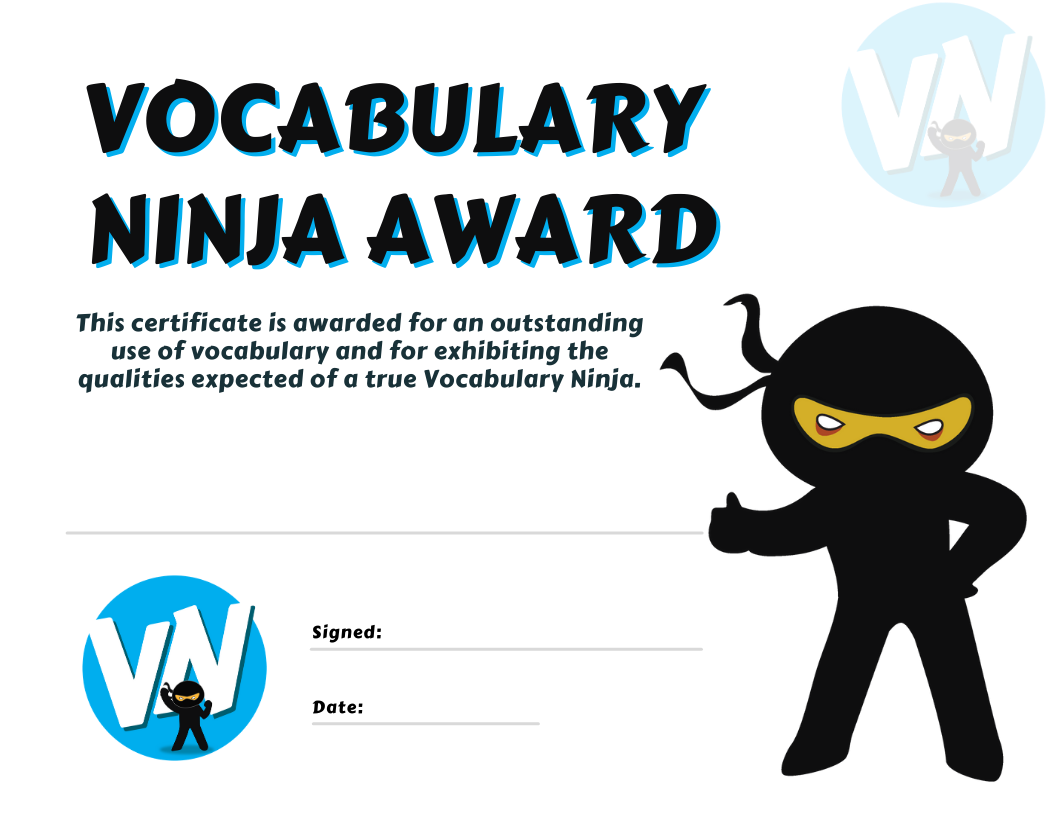 VN
VOCABULARY
NINJA AWARD
This certificate is awarded for an outstanding
use of vocabulary and for exhibiting the
qualities expected of a true Vocabulary Ninja.
VN
Signed:
Date: